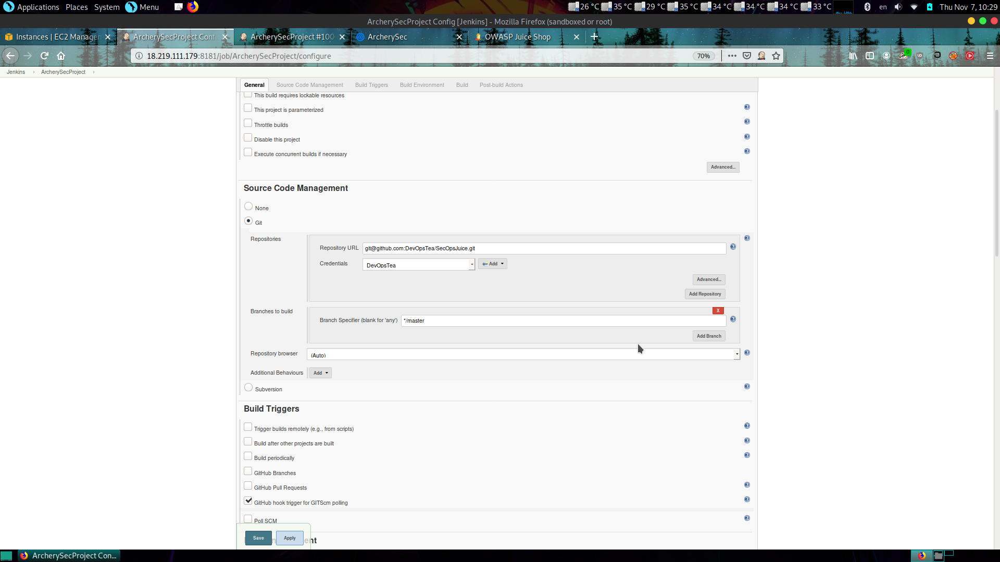 Applications Places System Menu 26 °C 35 °C 29 °C 35 °C 34 °C 34 °C 34 °C 33 °C en Thu Nov 7, 10:29
ArcherySecProject Config [Jenkins] - Mozilla Firefox (sandboxed or root)
Instances | EC2 Manage ArcherySecProject Confi ArcherySecProject #100 ArcherySec OWASP Juice Shop
18.219.111.179:8181/job/ArcherySecProject/configure 70% 0
Jenkins ArcherySecProject
General Source Code Management Build Triggers Build Environment Build Post-build Actions
This build requires lockable resources
This project is parameterized
Throttle builds
Disable this project
Execute concurrent builds if necessary
Advanced...
Source Code Management
None
Git
Repositories
Repository URL git@github.com:DevOpsTea/SecOpsJuice.git
Credentials DevOpsTea Add
Advanced...
Add Repository
Branches to build X
Branch Specifier (blank for 'any') */master
Add Branch
Repository browser (Auto)
Additional Behaviours Add
Subversion
Build Triggers
Trigger builds remotely (e.g., from scripts)
Build after other projects are built
Build periodically
GitHub Branches
GitHub Pull Requests
GitHub hook trigger for GITScm polling
Poll SCM
Save Apply ent
ArcherySecProject Con...